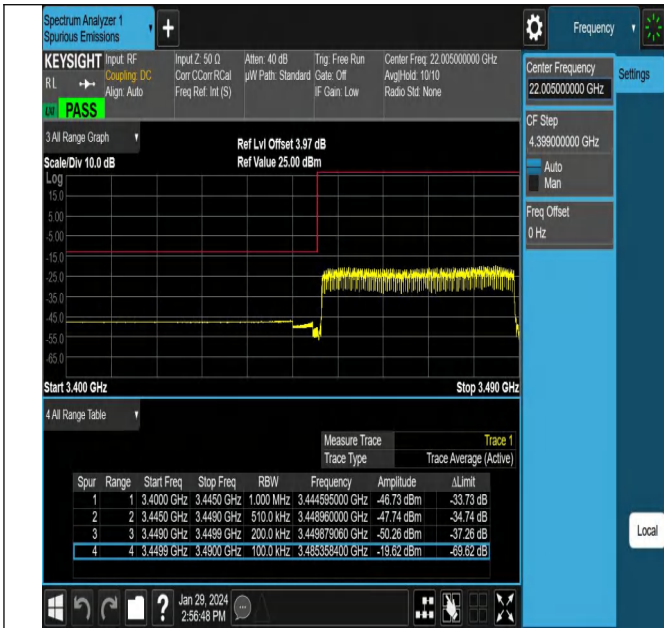 Spectrum Analyzer 1
Spurious Emissions
Frequency
KEYSIGHT
RL
PASS
Input: RF
Coupling: DC
Align: Auto
Input Z: 50 Ω
Corr CCorr RCal
Freq Ref: Int (S)
Atten: 40 dB
µW Path: Standard
Trig: Free Run
Gate: Off
IF Gain: Low
Center Freq: 22.005000000 GHz
Avg|Hold: 10/10
Radio Std: None
Center Frequency
22.005000000 GHz
Settings
CF Step
4.399000000 GHz
Auto
Man
Freq Offset
0 Hz
3 All Range Graph
Scale/Div 10.0 dB
Ref Lvl Offset 3.97 dB
Ref Value 25.00 dBm
Log
15.0
5.00
-5.00
-15.0
-25.0
-35.0
-45.0
-55.0
-65.0
Start 3.400 GHz
Stop 3.490 GHz
4 All Range Table
Measure Trace Trace 1
Trace Type Trace Average (Active)
Spur Range Start Freq Stop Freq RBW Frequency Amplitude ΔLimit
1 1 3.4000 GHz 3.4450 GHz 1.000 MHz 3.444595000 GHz -46.73 dBm -33.73 dB
2 2 3.4450 GHz 3.4490 GHz 510.0 kHz 3.448960000 GHz -47.74 dBm -34.74 dB
3 3 3.4490 GHz 3.4499 GHz 200.0 kHz 3.449879060 GHz -50.26 dBm -37.26 dB
4 4 3.4499 GHz 3.4900 GHz 100.0 kHz 3.485358400 GHz -19.62 dBm -69.62 dB
Local
Jan 29, 2024
2:56:48 PM